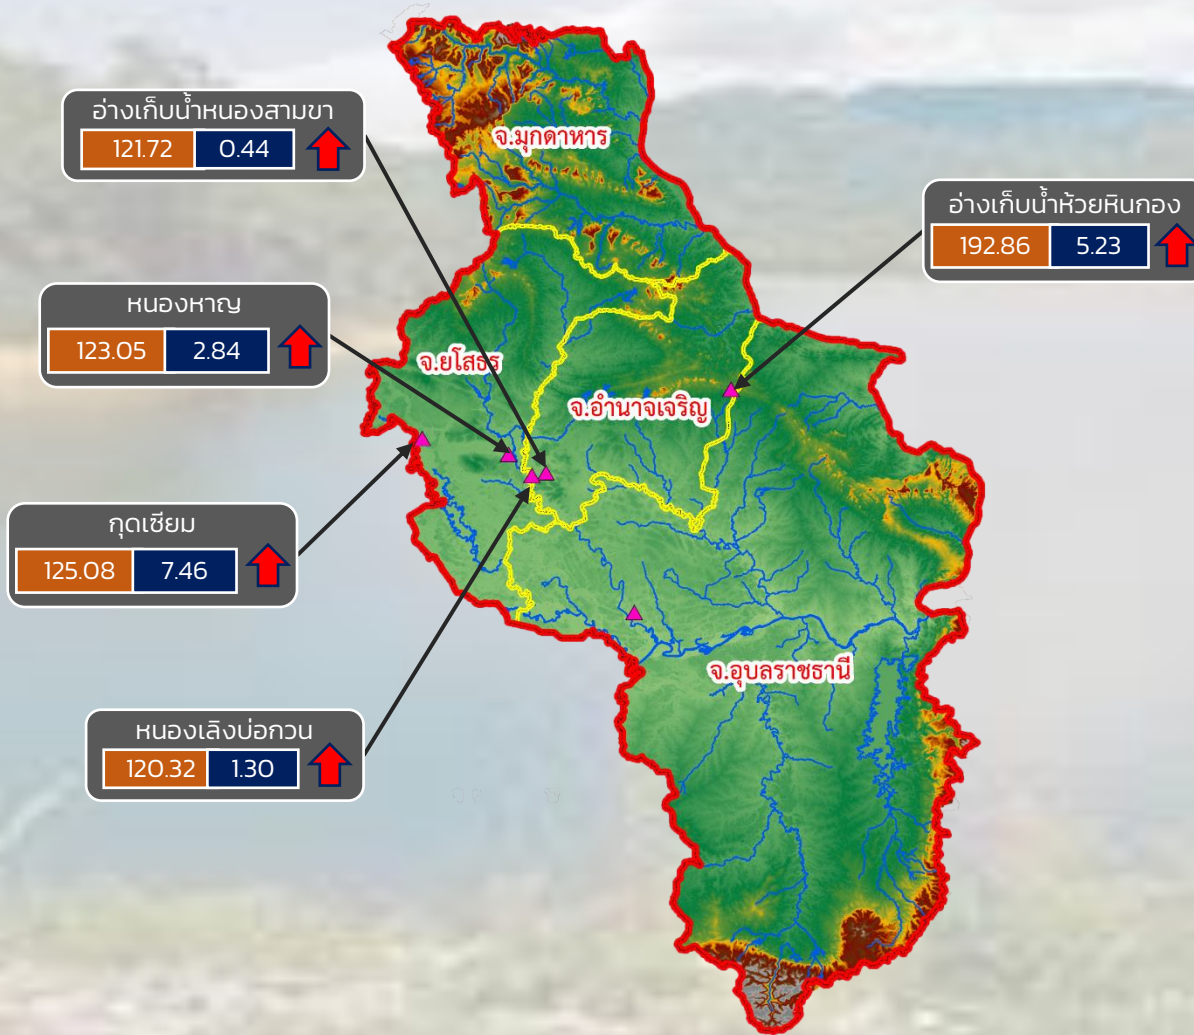 อ่างเก็บน้ำหนองสามขา
121.72 0.44
จ.มุกดาหาร
อ่างเก็บน้ำห้วยหินกอง
192.86 5.23
หนองหาญ
123.05 2.84
จ.ยโสธร
จ.อำนาจเจริญ
กุดเซียม
125.08 7.46
จ.อุบลราชธานี
หนองเลิงบ่อกวน
120.32 1.30